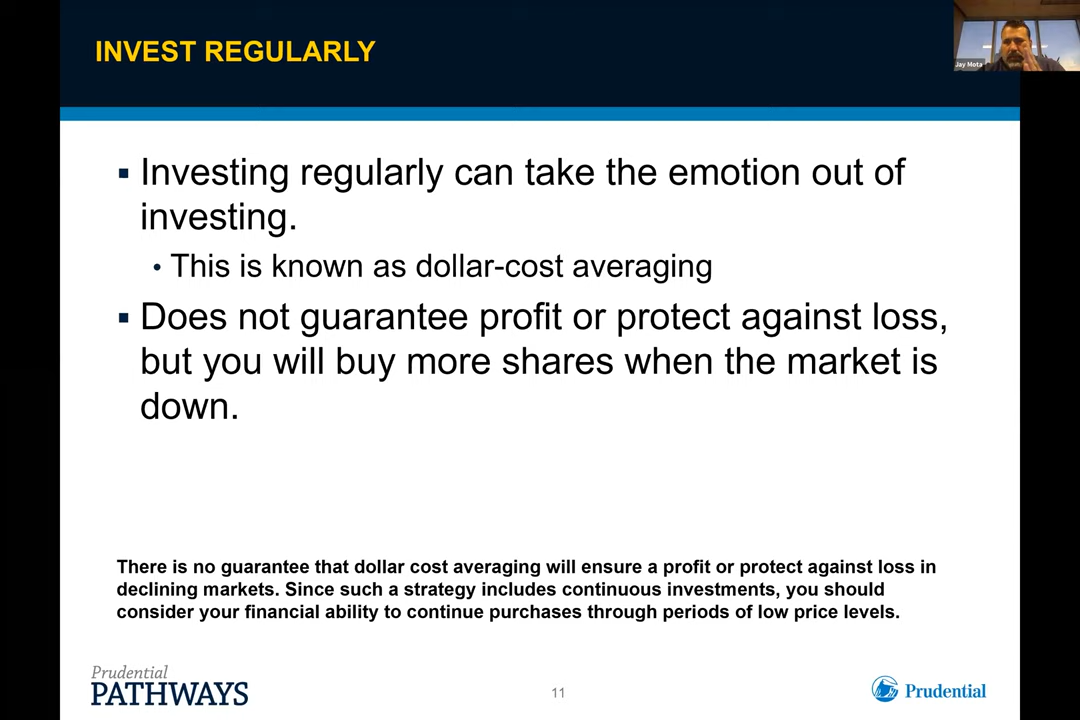 INVEST REGULARLY
Jay Mota
▪ Investing regularly can take the emotion out of
investing.
• This is known as dollar-cost averaging
▪ Does not guarantee profit or protect against loss,
but you will buy more shares when the market is
down.
There is no guarantee that dollar cost averaging will ensure a profit or protect against loss in
declining markets. Since such a strategy includes continuous investments, you should
consider your financial ability to continue purchases through periods of low price levels.
Prudential
PATHWAYS
11
Prudential